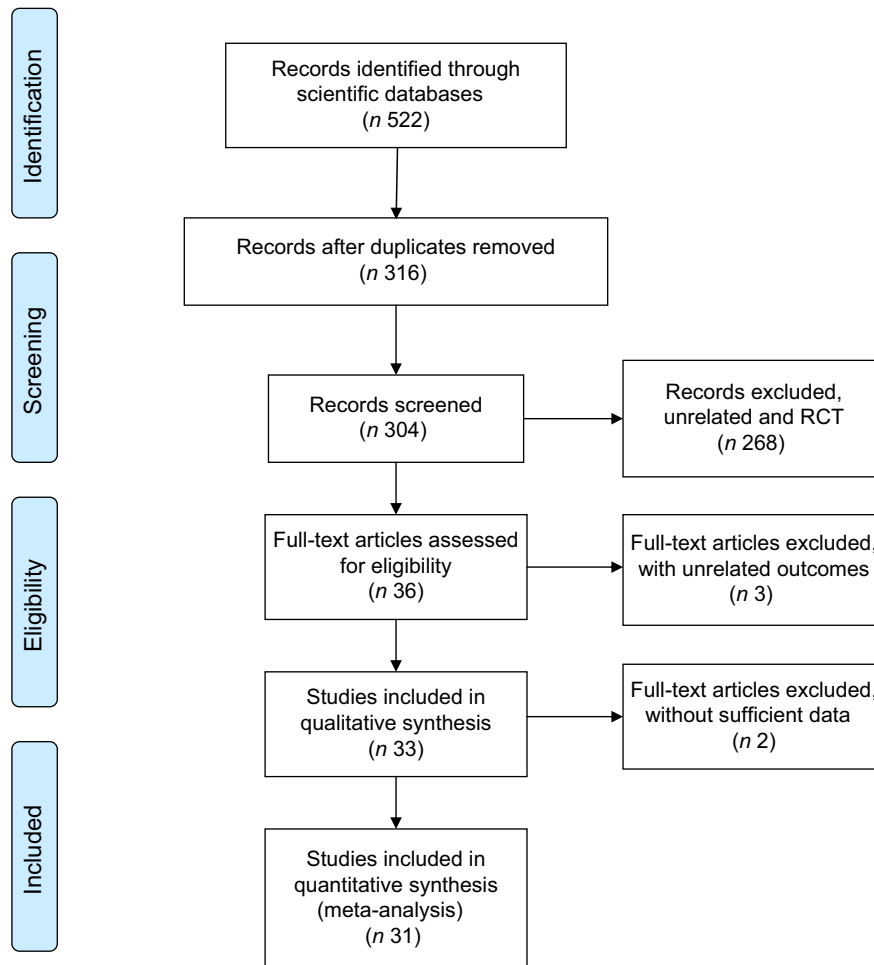 Identification
Records identified through
scientific databases
(n 522)
Records after duplicates removed
(n 316)
Screening
Records screened
(n 304)
Records excluded,
unrelated and RCT
(n 268)
Eligibility
Full-text articles assessed
for eligibility
(n 36)
Full-text articles excluded,
with unrelated outcomes
(n 3)
Studies included in
qualitative synthesis
(n 33)
Full-text articles excluded,
without sufficient data
(n 2)
Included
Studies included in
quantitative synthesis
(meta-analysis)
(n 31)